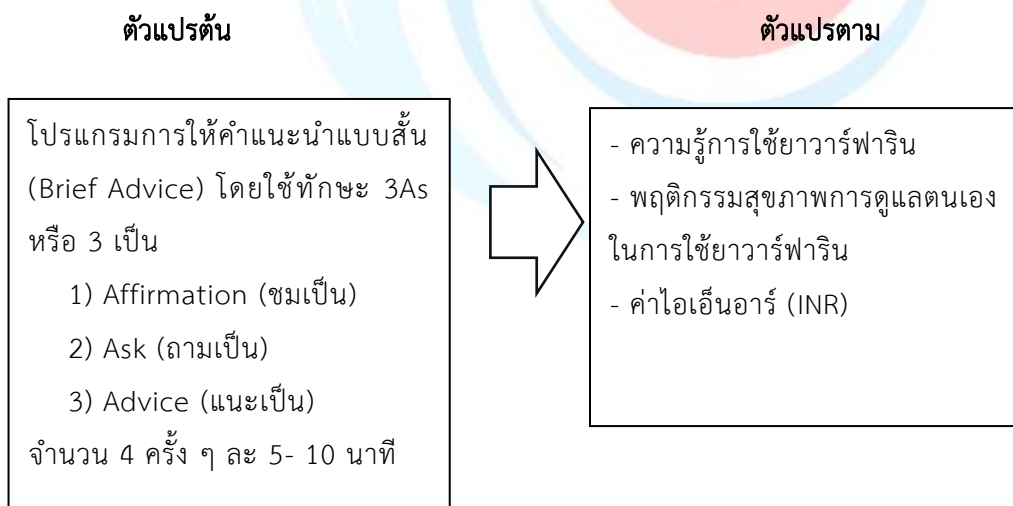 ตัวแปรต้น
ตัวแปรตาม
โปรแกรมการให้คำแนะนำแบบสั้น
(Brief Advice) โดยใช้ทักษะ 3As
หรือ 3 เป็น
1) Affirmation (ชมเป็น)
2) Ask (ถามเป็น)
3) Advice (แนะเป็น)
จำนวน 4 ครั้ง ๆ ละ 5- 10 นาที
- ความรู้การใช้ยาวาร์ฟาริน
- พฤติกรรมสุขภาพการดูแลตนเอง
ในการใช้ยาวาร์ฟาริน
- ค่าไอเอ็นอาร์ (INR)